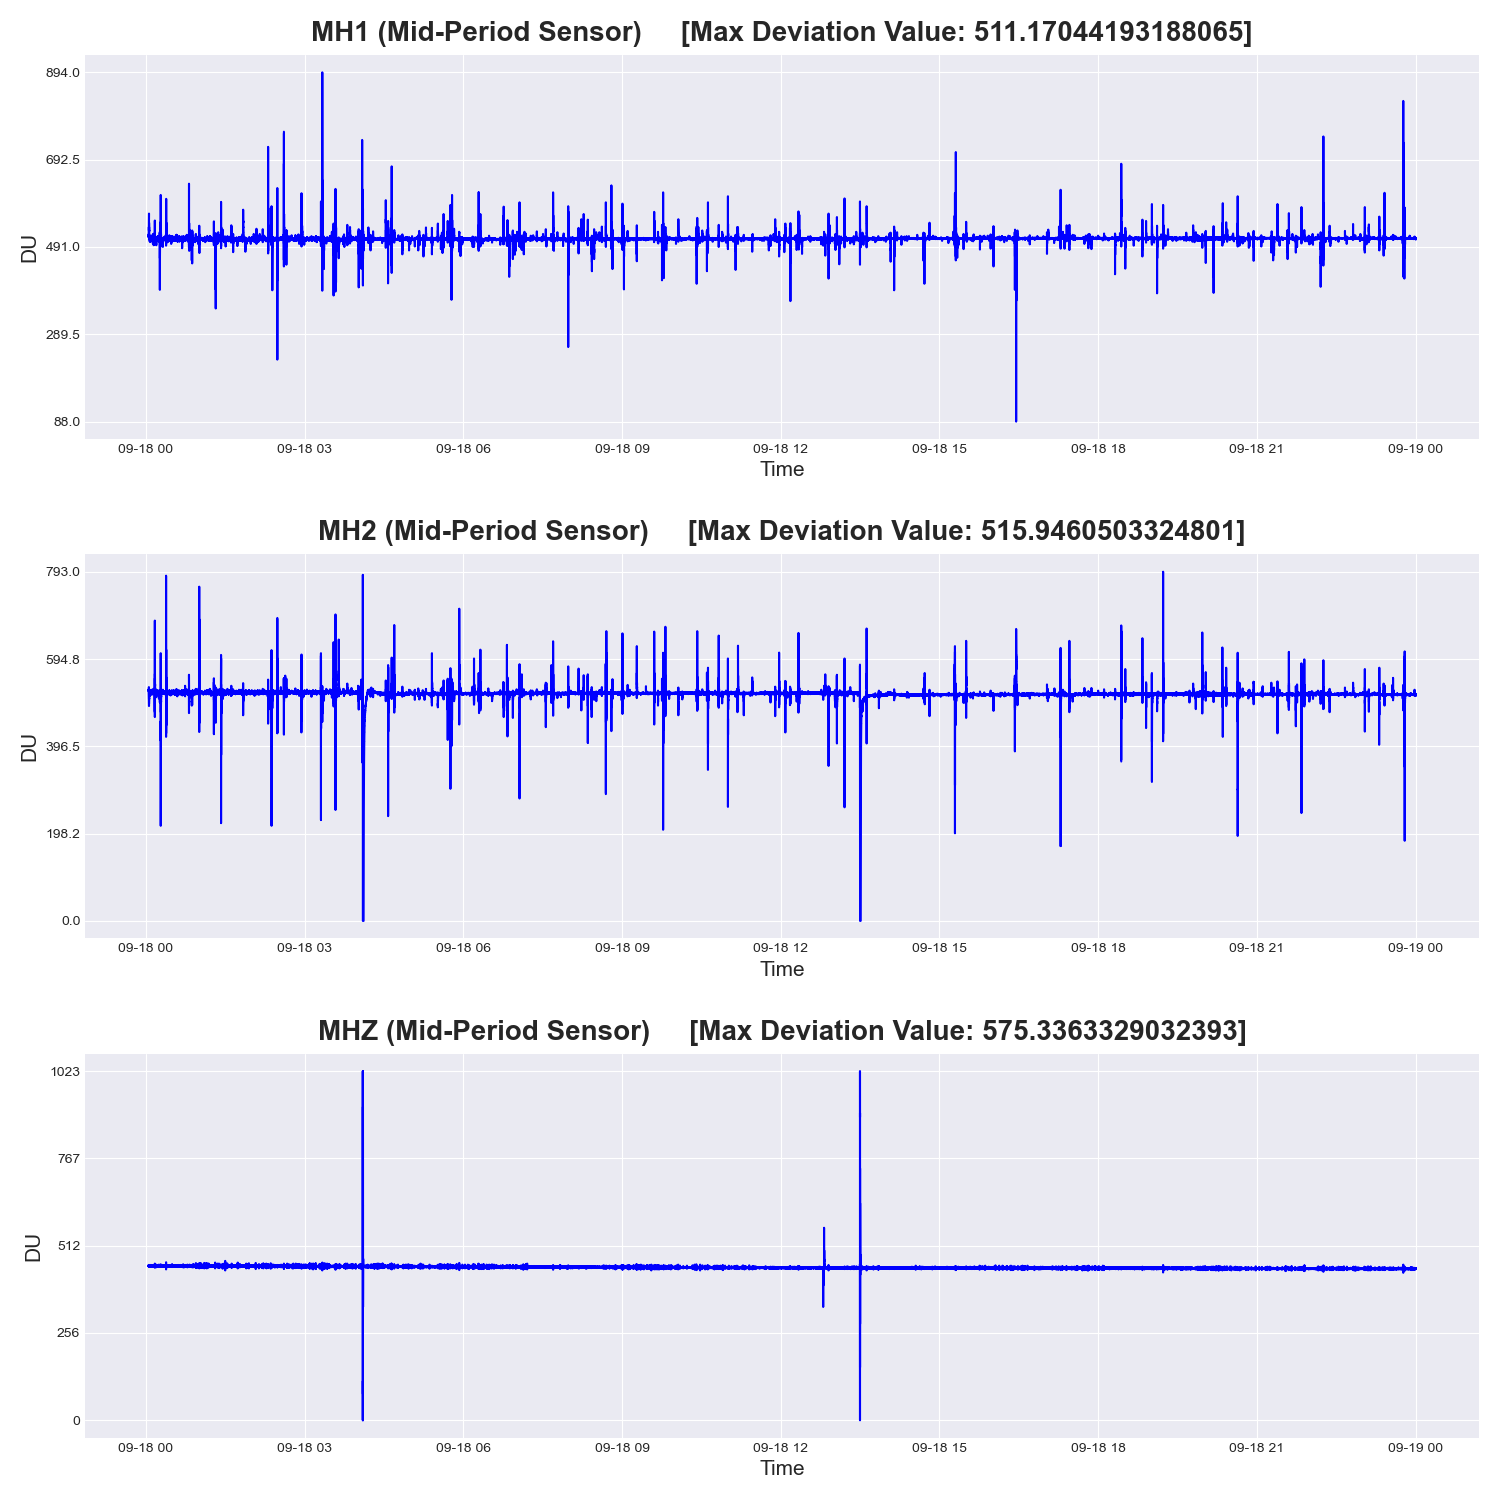 MH1 (Mid-Period Sensor) [Max Deviation Value: 511.17044193188065]
894.0
692.5
491.0
289.5
88.0
DU
09-18 00 09-18 03 09-18 06 09-18 09 09-18 12 09-18 15 09-18 18 09-18 21 09-19 00
Time
MH2 (Mid-Period Sensor) [Max Deviation Value: 515.9460503324801]
793.0
594.8
396.5
198.2
0.0
DU
09-18 00 09-18 03 09-18 06 09-18 09 09-18 12 09-18 15 09-18 18 09-18 21 09-19 00
Time
MHZ (Mid-Period Sensor) [Max Deviation Value: 575.3363329032393]
1023
767
512
256
0
DU
09-18 00 09-18 03 09-18 06 09-18 09 09-18 12 09-18 15 09-18 18 09-18 21 09-19 00
Time